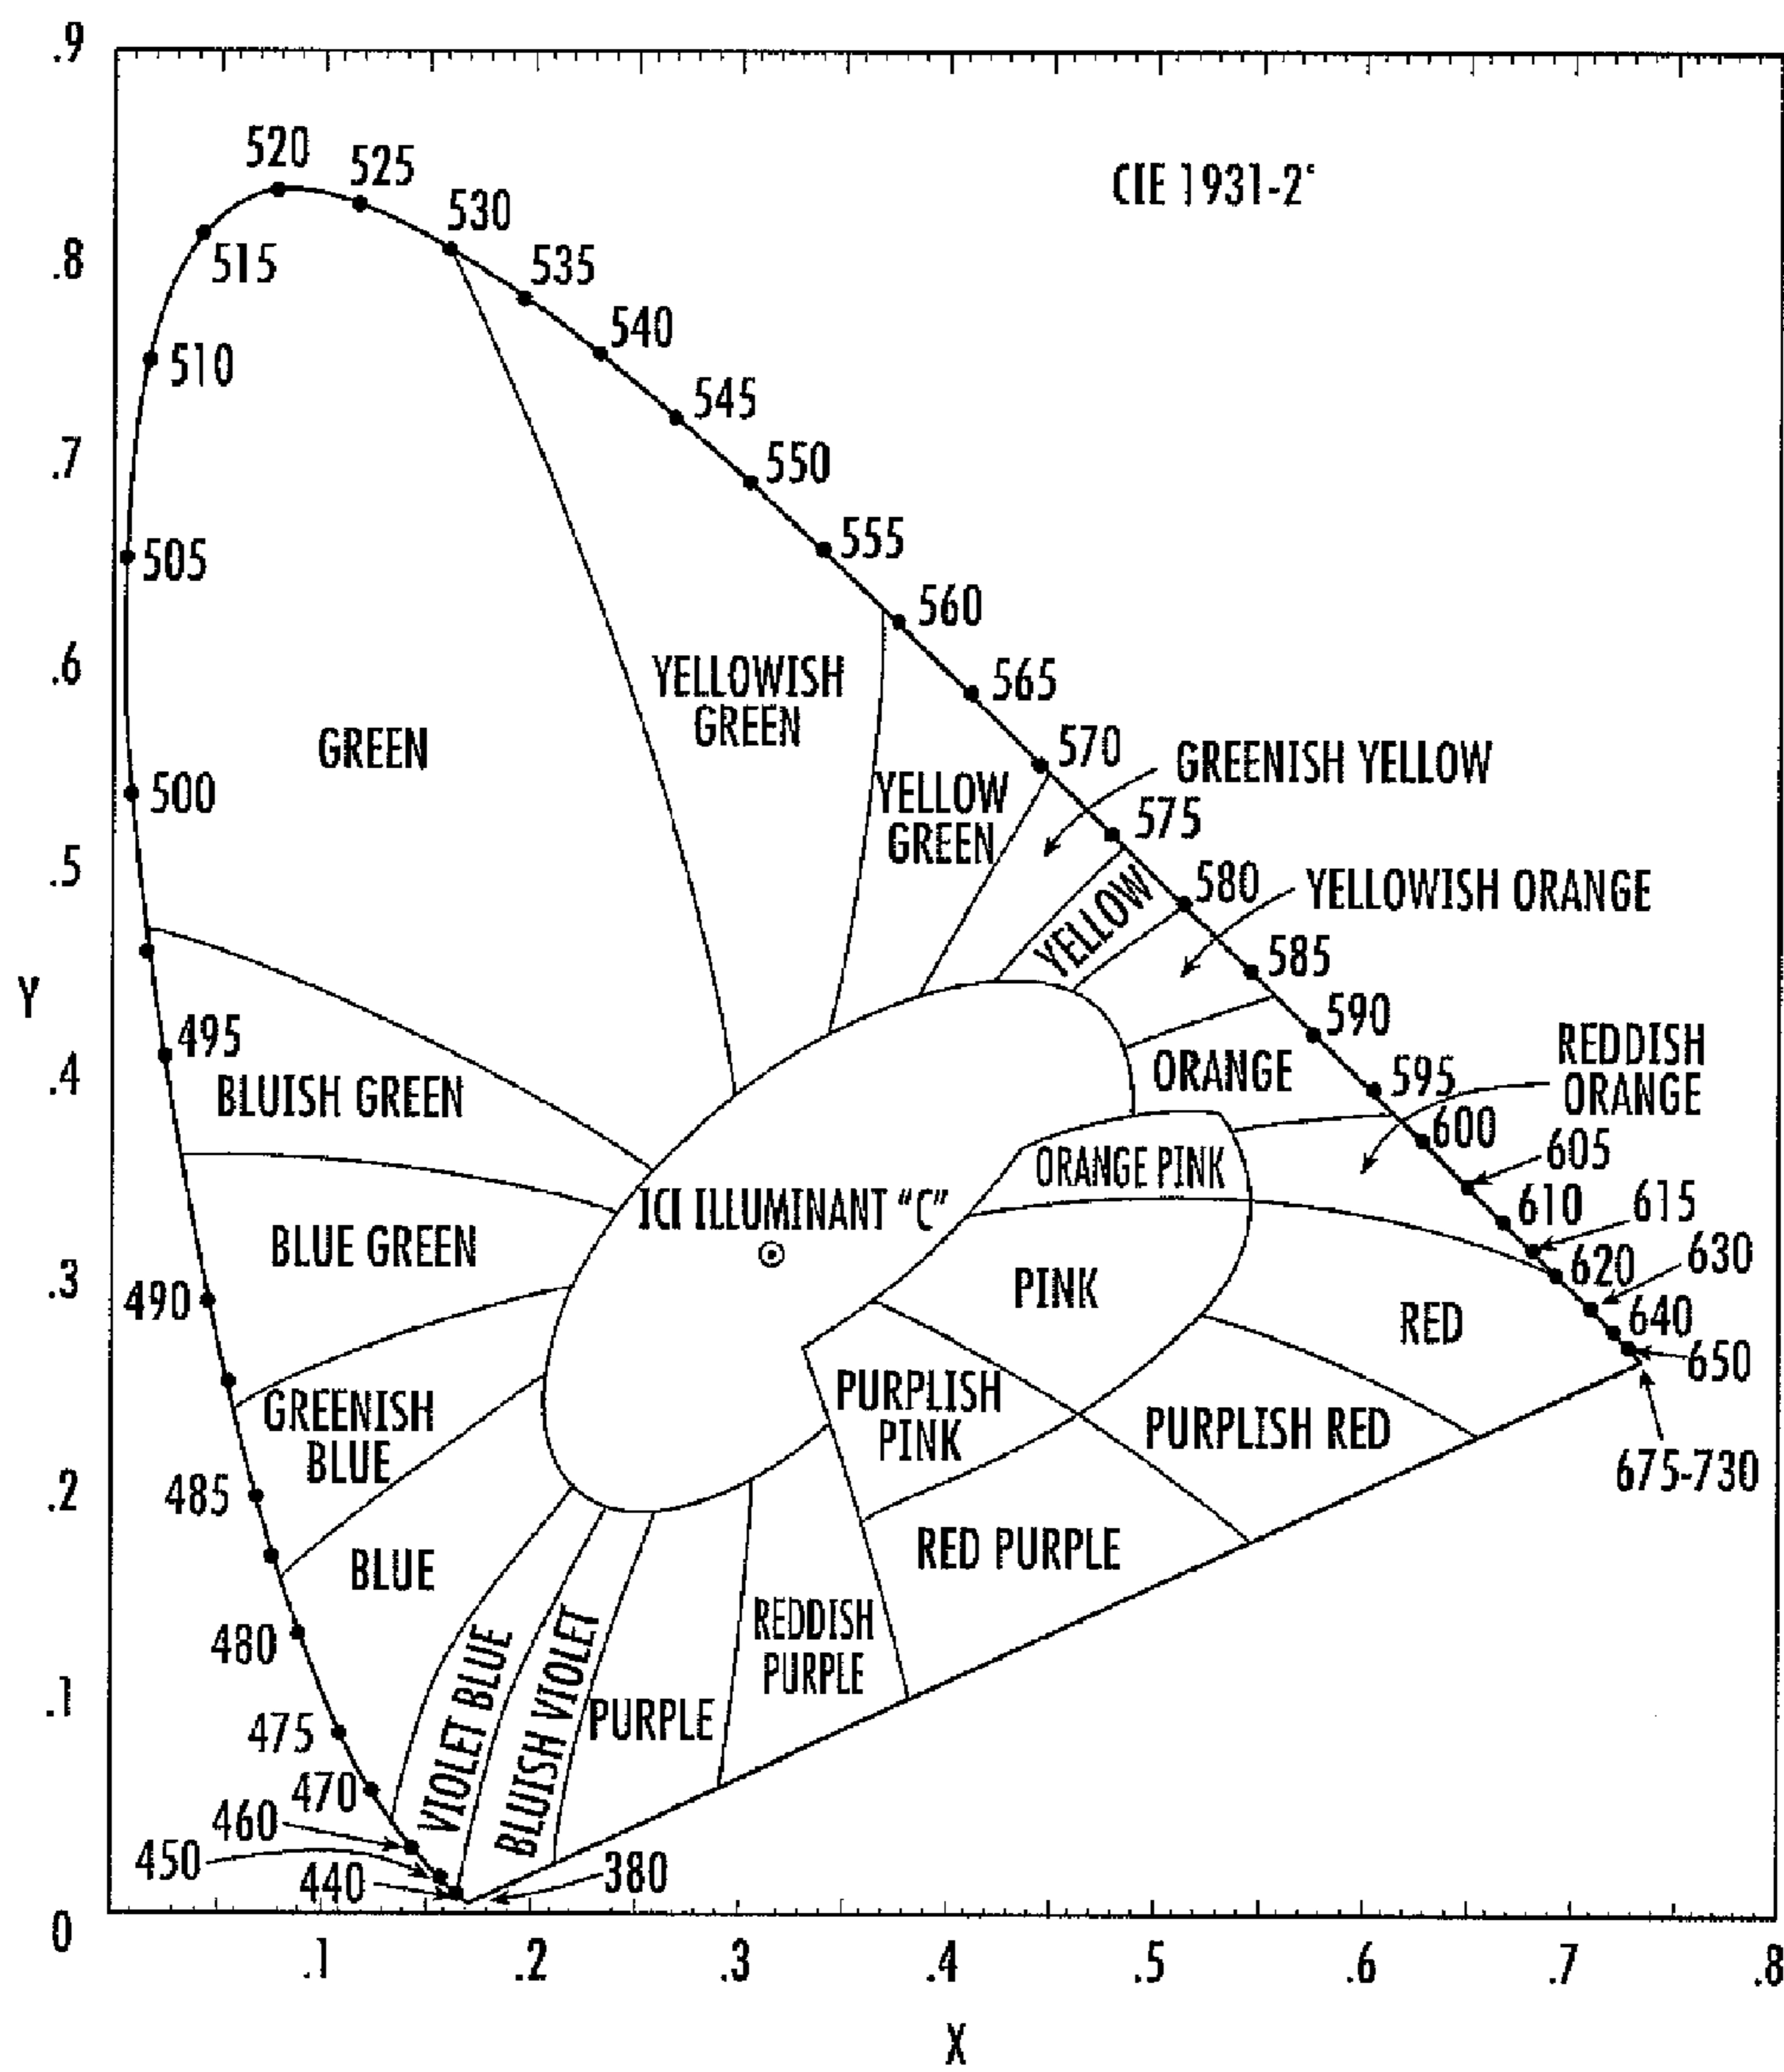 .9
.8
.7
.6
.5
.4
.3
.2
.1
0
Y
CIE 1931-2°
520
525
530
535
515
540
510
545
550
555
505
560
YELLOWISH
GREEN
565
GREEN
570
GREENISH YELLOW
500
YELLOW
GREEN
575
YELLOW
580
YELLOWISH ORANGE
585
590
495
BLUISH GREEN
ORANGE
595
REDDISH
ORANGE
600
605
ORANGE PINK
ICI ILLUMINANT "C"
610
615
BLUE GREEN
620
630
490
PINK
RED
640
650
GREENISH
BLUE
PURPLISH
PINK
PURPLISH RED
675-730
485
BLUE
RED PURPLE
480
VIOLET BLUE
BLUISH VIOLET
REDDISH
PURPLE
PURPLE
475
470
460
450
440
380
.1
.2
.3
.4
.5
.6
.7
.8
X